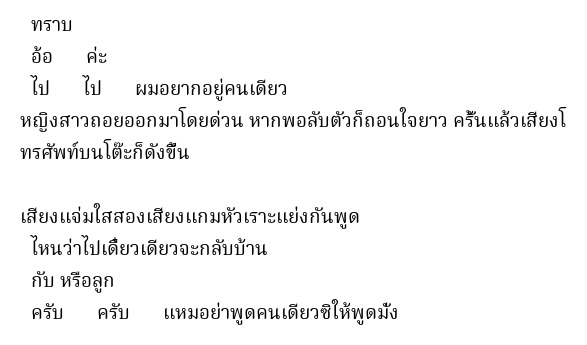 ทราบ
อ้อ ค่ะ
ไป ไป ผมอยากอยู่คนเดียว
หญิงสาวถอยออกมาโดยด่วน หากพอลับตัวก็ถอนใจยาว ครั้นแล้วเสียงโ
ทรศัพท์บนโต๊ะก็ดังขึ้น
เสียงแจ่มใสสองเสียงแกมหัวเราะแย่งกันพูด
ไหนว่าไปเดี๋ยวเดียวจะกลับบ้าน
กับ หรือลูก
ครับ ครับ แหมอย่าพูดคนเดียวซิให้พูดมั่ง